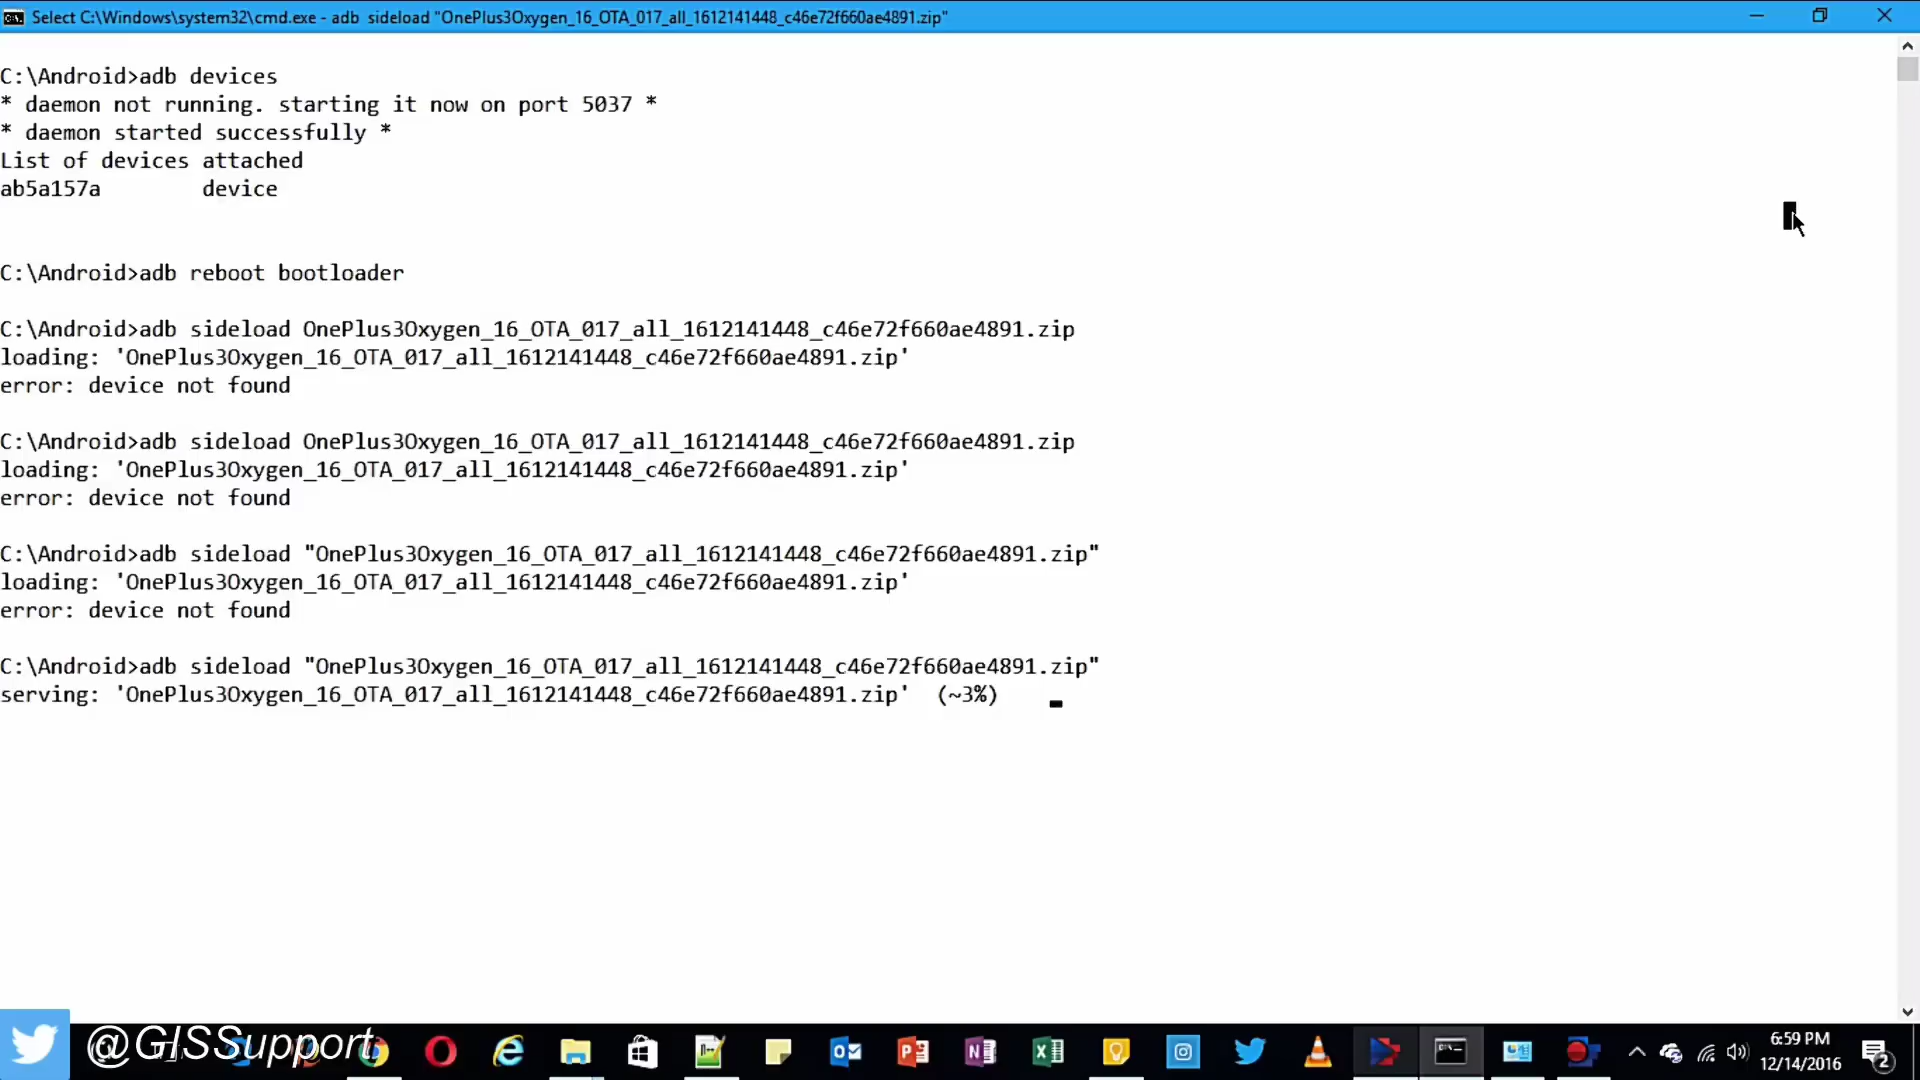 Select C:\Windows\system32\cmd.exe - adb  sideload "OnePlus3Oxygen_16_OTA_017_all_1612141448_c46e72f660ae4891.zip"
C:\Android>adb devices
* daemon not running. starting it now on port 5037 *
* daemon started successfully *
List of devices attached
ab5a157a        device
C:\Android>adb reboot bootloader
C:\Android>adb sideload OnePlus3Oxygen_16_OTA_017_all_1612141448_c46e72f660ae4891.zip
loading: 'OnePlus3Oxygen_16_OTA_017_all_1612141448_c46e72f660ae4891.zip'
error: device not found
C:\Android>adb sideload OnePlus3Oxygen_16_OTA_017_all_1612141448_c46e72f660ae4891.zip
loading: 'OnePlus3Oxygen_16_OTA_017_all_1612141448_c46e72f660ae4891.zip'
error: device not found
C:\Android>adb sideload "OnePlus3Oxygen_16_OTA_017_all_1612141448_c46e72f660ae4891.zip"
loading: 'OnePlus3Oxygen_16_OTA_017_all_1612141448_c46e72f660ae4891.zip'
error: device not found
C:\Android>adb sideload "OnePlus3Oxygen_16_OTA_017_all_1612141448_c46e72f660ae4891.zip"
serving: 'OnePlus3Oxygen_16_OTA_017_all_1612141448_c46e72f660ae4891.zip'  (~3%)
@GISSupport
6:59 PM
12/14/2016
2